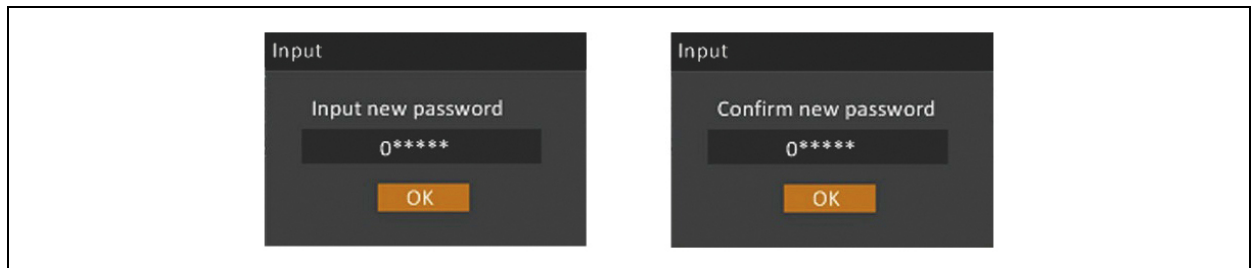 Input
Input new password
0*****
OK
Input
Confirm new password
0*****
OK